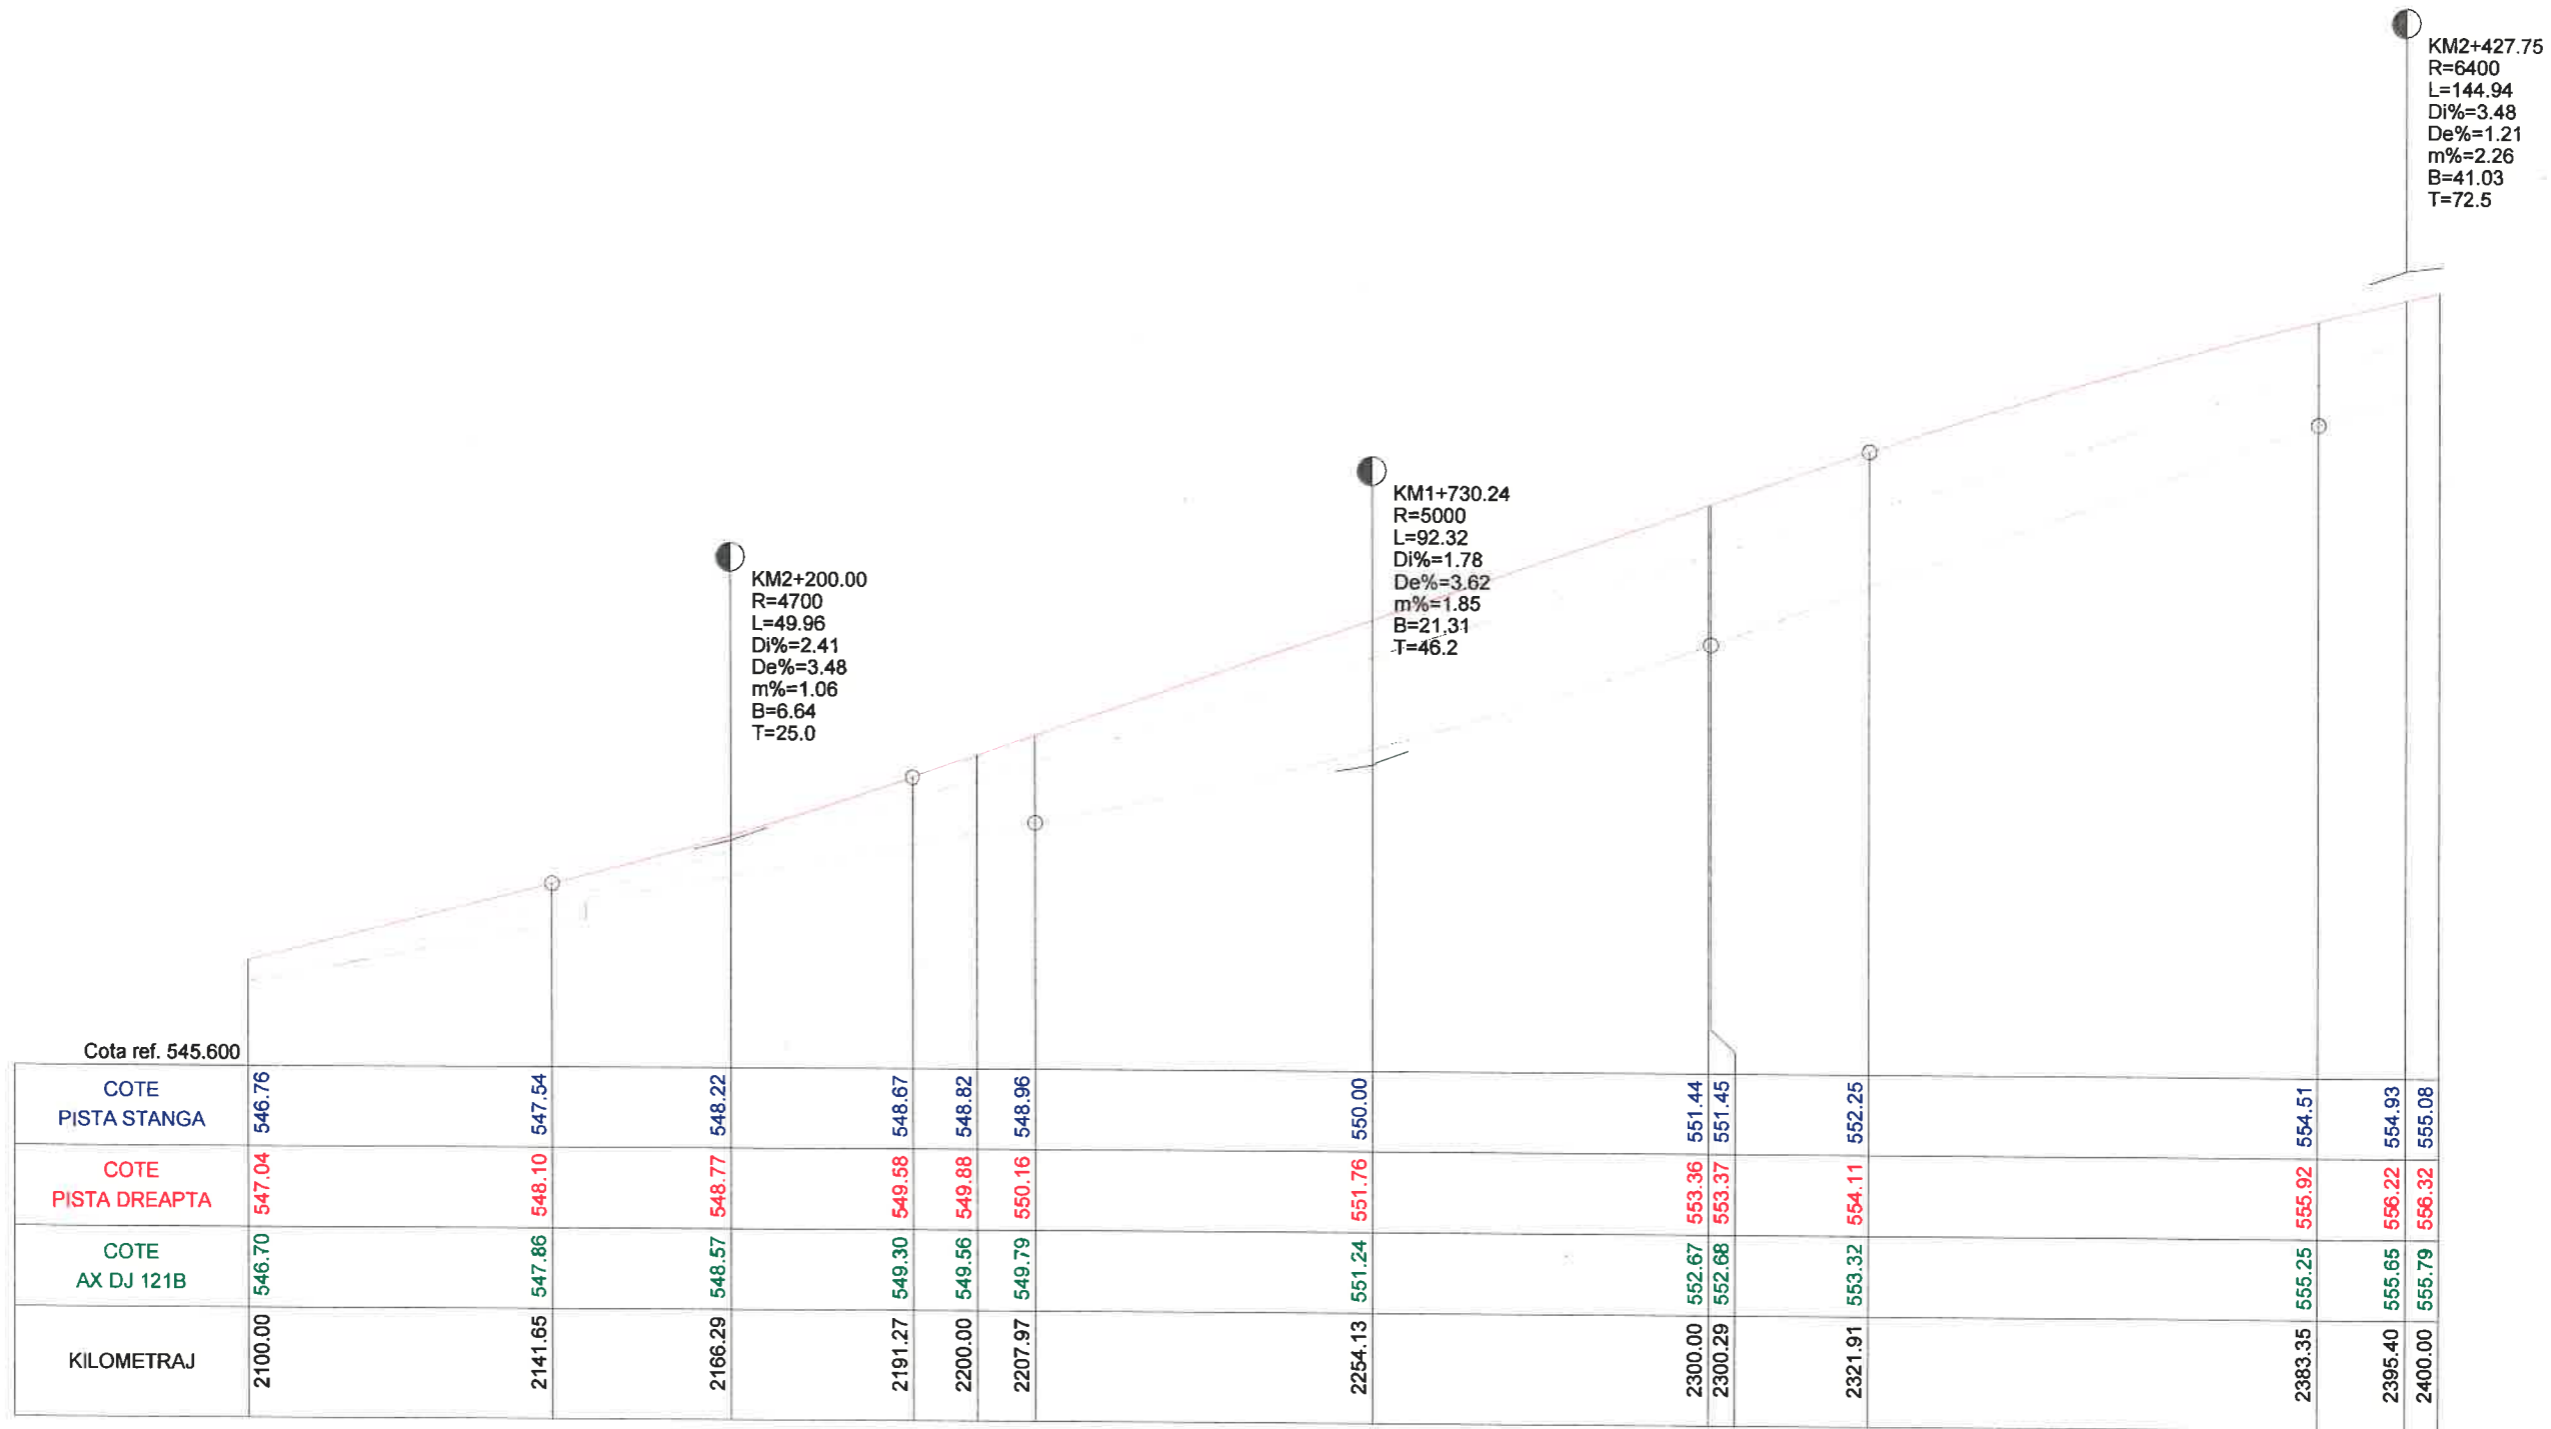 KM2+427.75
R=6400
L=144.94
Di%=3.48
De%=1.21
m%=2.26
B=41.03
T=72.5
KM1+730.24
R=5000
L=92.32
Di%=1.78
De%=3.62
m%=1.85
B=21.31
T=46.2
KM2+200.00
R=4700
L=49.96
Di%=2.41
De%=3.48
m%=1.06
B=6.64
T=25.0
Cota ref. 545.600
COTE
PISTA STANGA
546.76 547.54 548.22 548.67 548.82 548.96 550.00 551.44 551.45 552.25 554.51 554.93 555.08
COTE
PISTA DREAPTA
547.04 548.10 548.77 549.58 549.88 550.16 551.76 553.36 553.37 554.11 555.92 556.22 556.32
COTE
AX DJ 121B
546.70 547.86 548.57 549.30 549.56 549.79 551.24 552.67 552.68 553.32 555.25 555.65 555.79
KILOMETRAJ
2100.00 2141.65 2166.29 2191.27 2200.00 2207.97 2254.13 2300.00 2300.29 2321.91 2383.35 2395.40 2400.00